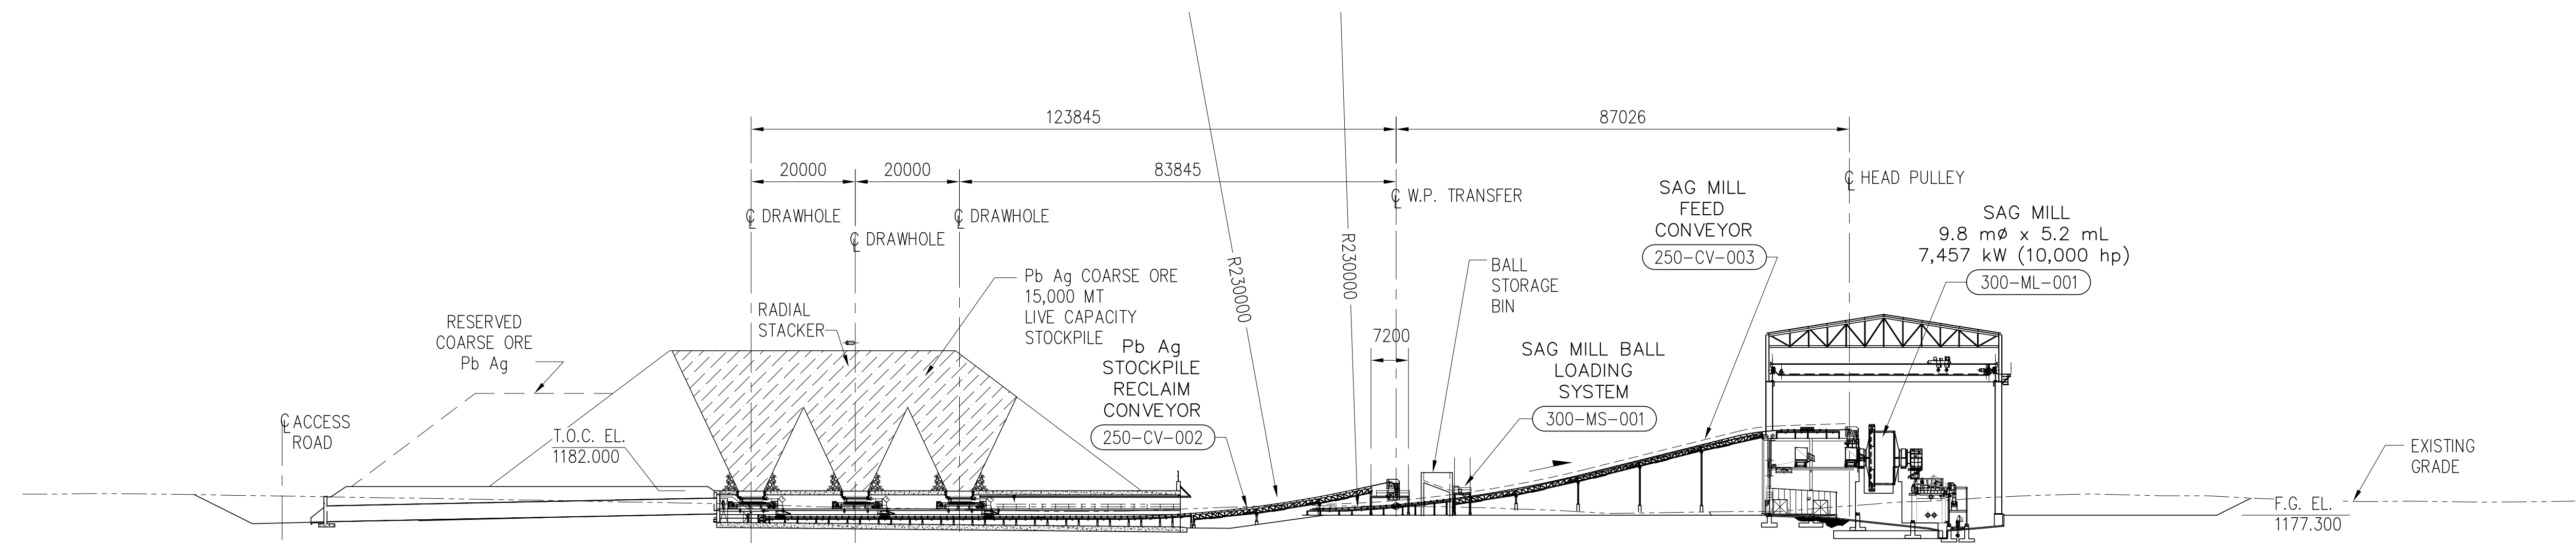 123845
87026
20000
20000
83845
℄ DRAWHOLE
℄ DRAWHOLE
℄ DRAWHOLE
℄ W.P. TRANSFER
℄ HEAD PULLEY
R230000
R230000
SAG MILL
FEED
CONVEYOR
250-CV-003
SAG MILL
9.8 mø x 5.2 mL
7,457 kW (10,000 hp)
300-ML-001
BALL
STORAGE
BIN
Pb Ag COARSE ORE
15,000 MT
LIVE CAPACITY
STOCKPILE
RADIAL
STACKER
RESERVED
COARSE ORE
Pb Ag
7200
Pb Ag
STOCKPILE
RECLAIM
CONVEYOR
250-CV-002
SAG MILL BALL
LOADING
SYSTEM
300-MS-001
℄ ACCESS
ROAD
T.O.C. EL.
1182.000
EXISTING
GRADE
F.G. EL.
1177.300